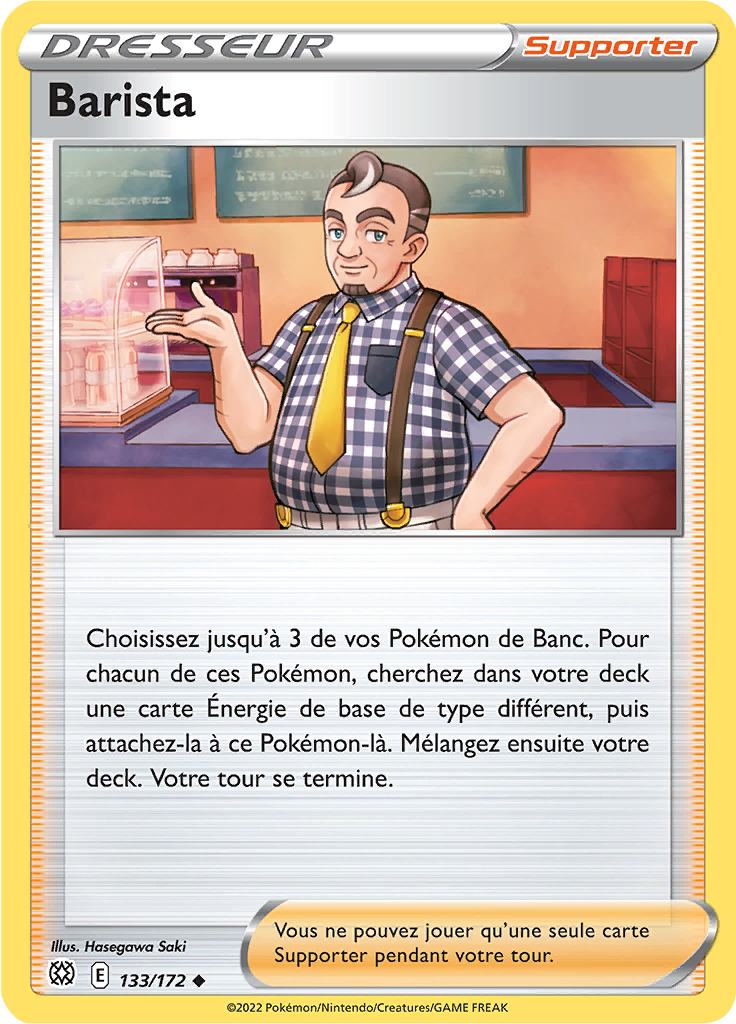 DRESSEUR
Supporter
Barista
Choisissez jusqu'à 3 de vos Pokémon de Banc. Pour
chacun de ces Pokémon, cherchez dans votre deck
une carte Énergie de base de type différent, puis
attachez-la à ce Pokémon-là. Mélangez ensuite votre
deck. Votre tour se termine.
Vous ne pouvez jouer qu'une seule carte
Supporter pendant votre tour.
Illus. Hasegawa Saki
E 133/172
©2022 Pokémon/Nintendo/Creatures/GAME FREAK